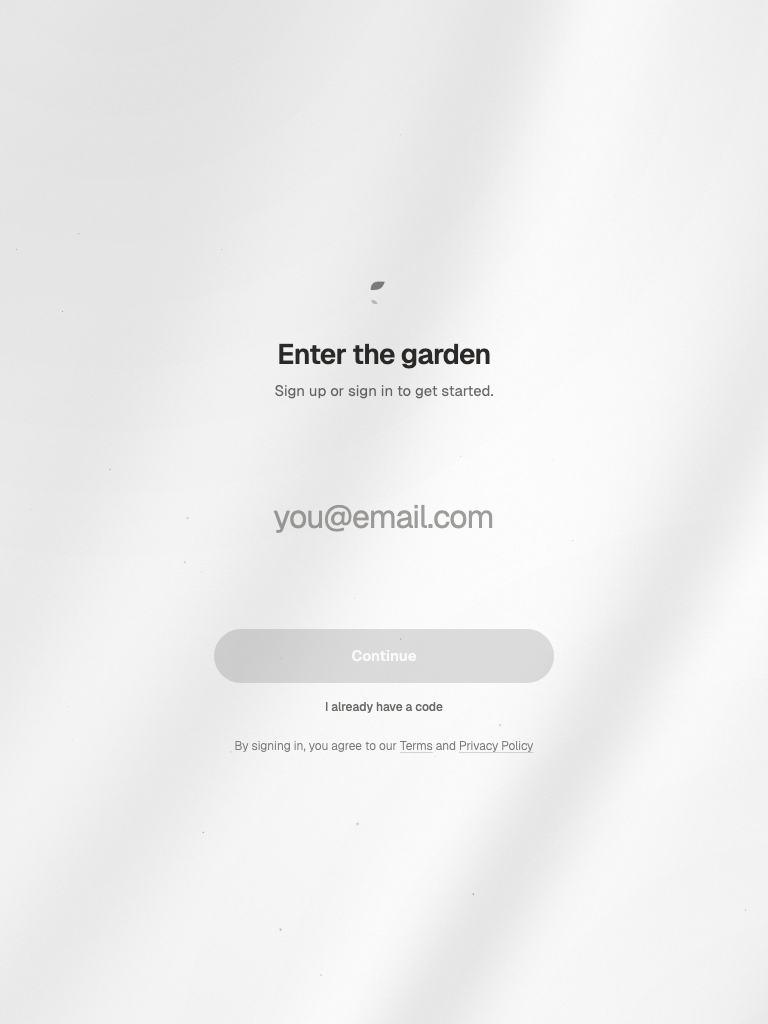 Enter the garden
Sign up or sign in to get started.
you@email.com
Continue
I already have a code
By signing in, you agree to our Terms and Privacy Policy